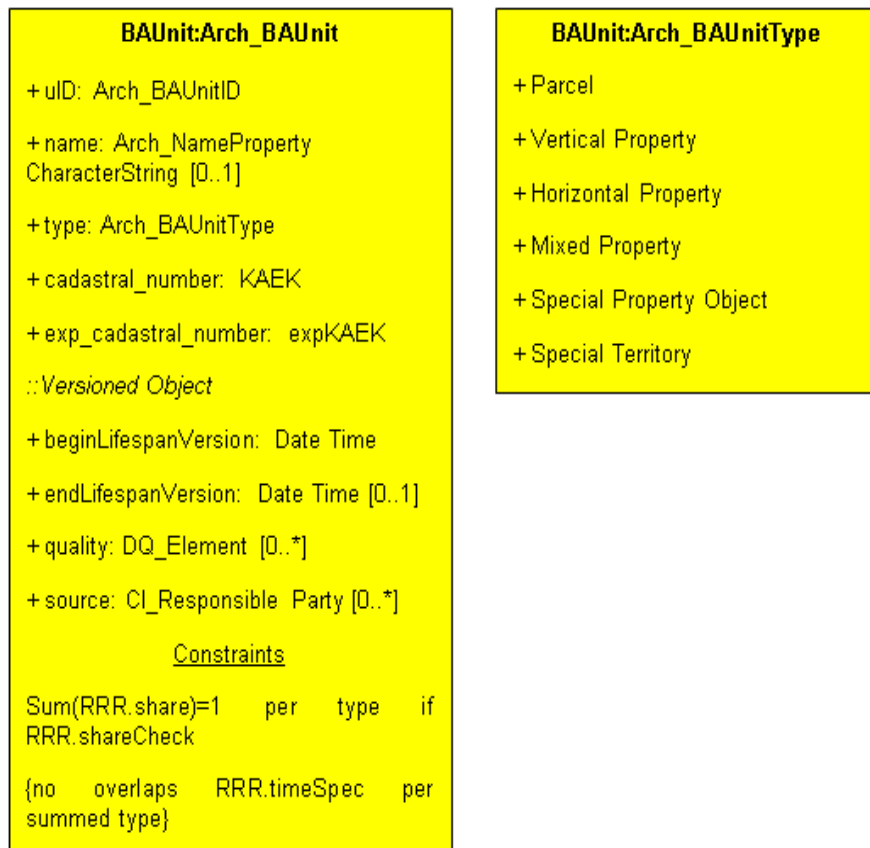 BAUnit:Arch_BAUnit
+ uID: Arch_BAUnitID
+ name: Arch_NameProperty
CharacterString [0..1]
+ type: Arch_BAUnitType
+ cadastral_number: KAEK
+ exp_cadastral_number: expKAEK
::Versioned Object
+ beginLifespanVersion: Date Time
+ endLifespanVersion: Date Time [0..1]
+ quality: DQ_Element [0..*]
+ source: CI_Responsible Party [0..*]
Constraints
Sum(RRR.share)=1 per type if
RRR.shareCheck
{no overlaps RRR.timeSpec per
summed type}
BAUnit:Arch_BAUnitType
+ Parcel
+ Vertical Property
+ Horizontal Property
+ Mixed Property
+ Special Property Object
+ Special Territory